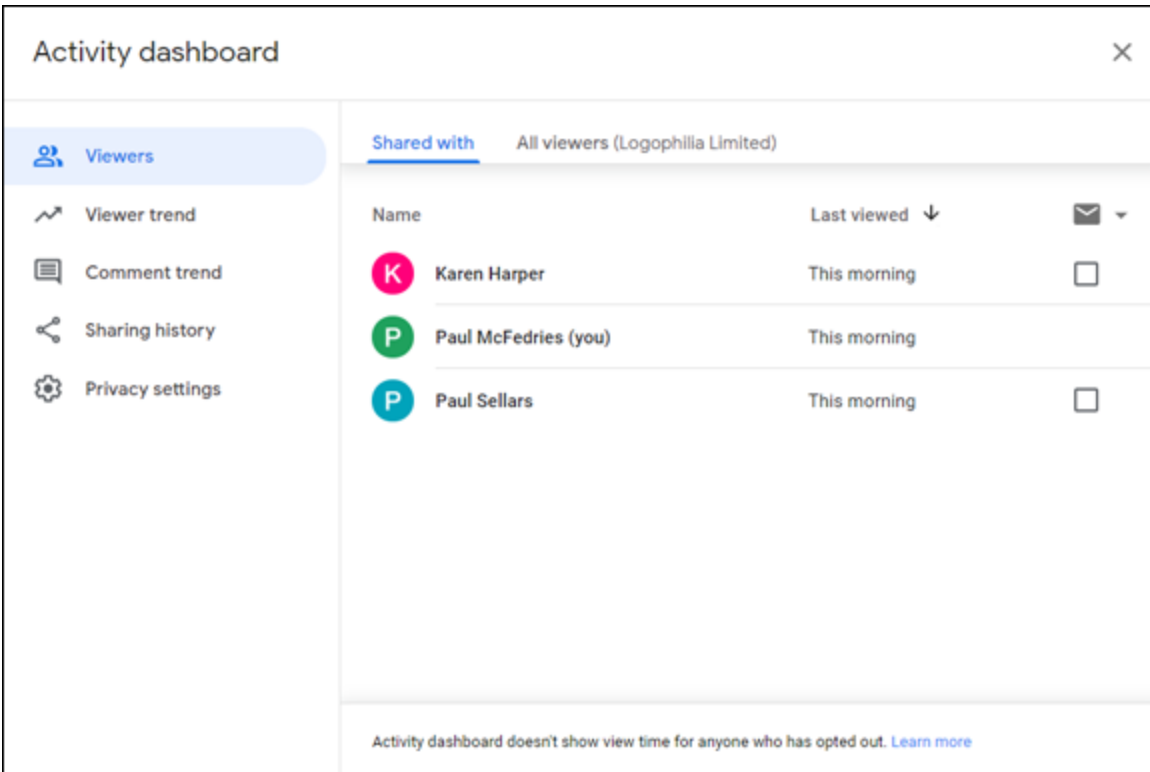 Activity dashboard
Viewers
Viewer trend
Comment trend
Sharing history
Privacy settings
Shared with All viewers (Logophilia Limited)
Name Last viewed
K Karen Harper This morning
P Paul McFedries (you) This morning
P Paul Sellars This morning
Activity dashboard doesn't show view time for anyone who has opted out. Learn more